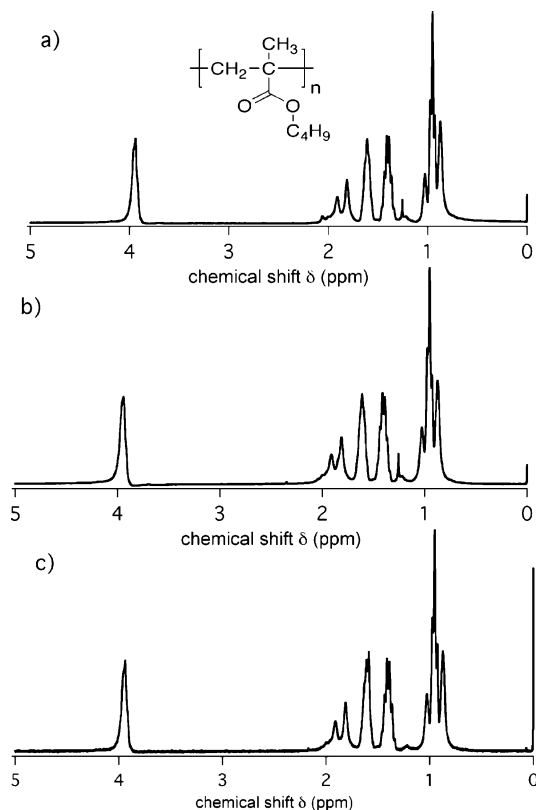 a)
CH₃
CH₂
C
n
O
O
C₄H₉
5 4 3 2 1 0
chemical shift δ (ppm)
b)
5 4 3 2 1 0
chemical shift δ (ppm)
c)
5 4 3 2 1 0
chemical shift δ (ppm)